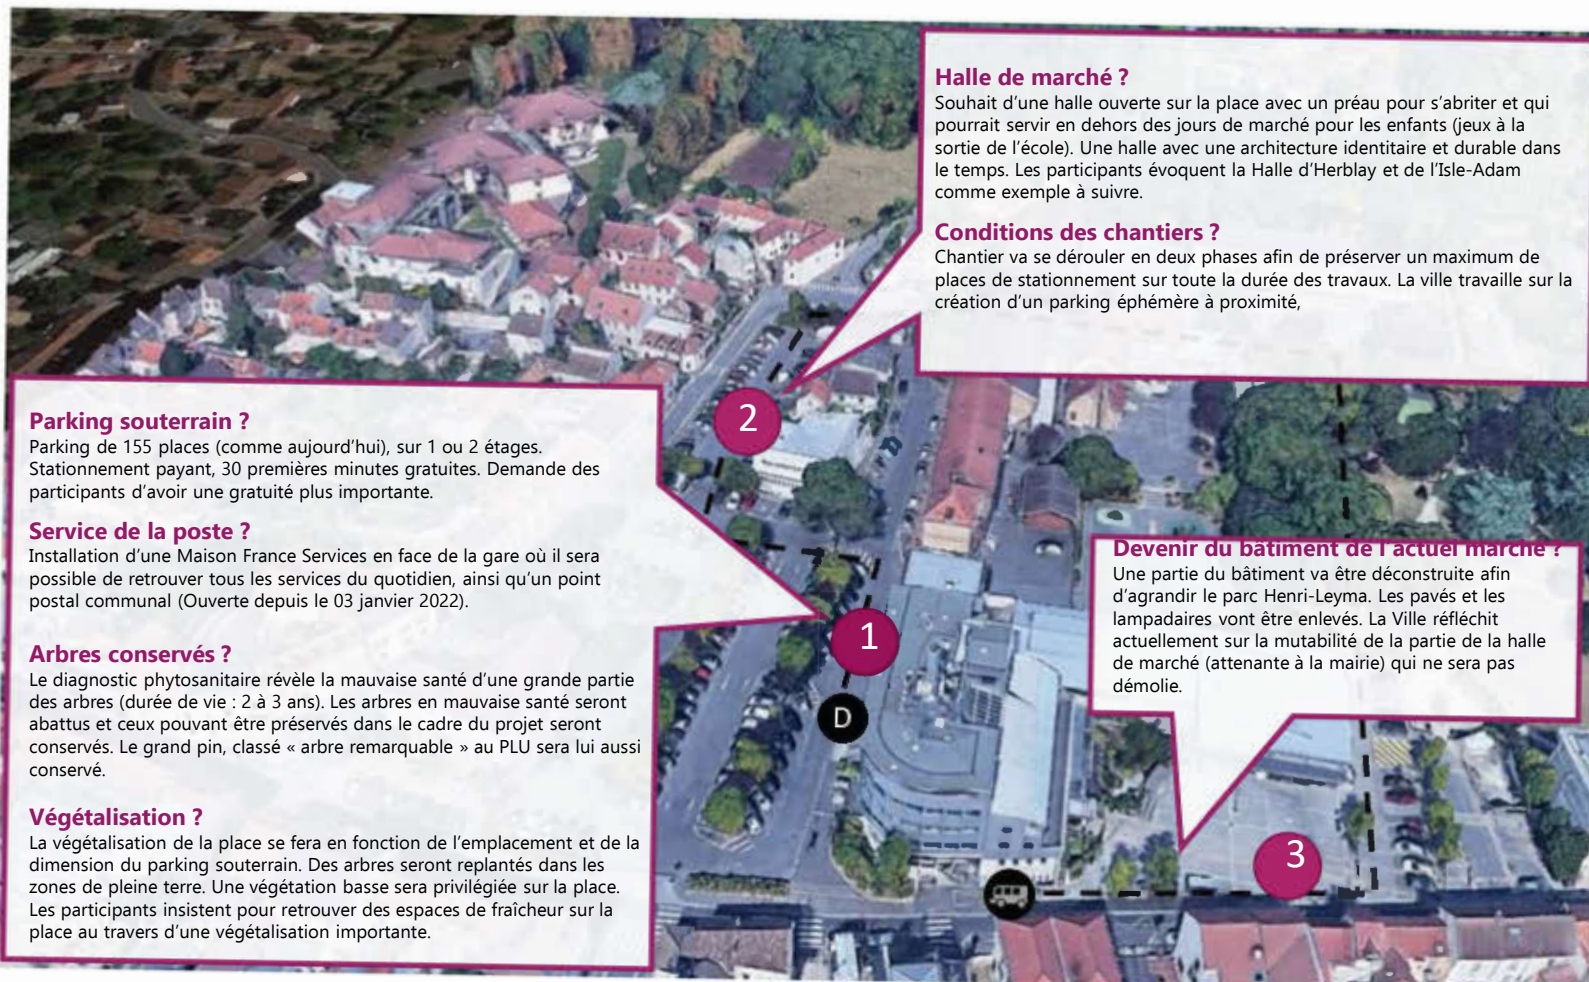 Halle de marché ?
Souhait d'une halle ouverte sur la place avec un préau pour s'abriter et qui
pourrait servir en dehors des jours de marché pour les enfants (jeux à la
sortie de l'école). Une halle avec une architecture identitaire et durable dans
le temps. Les participants évoquent la Halle d'Herblay et de l'Isle-Adam
comme exemple à suivre.
Conditions des chantiers ?
Chantier va se dérouler en deux phases afin de préserver un maximum de
places de stationnement sur toute la durée des travaux. La ville travaille sur la
création d'un parking éphémère à proximité,
2
Parking souterrain ?
Parking de 155 places (comme aujourd'hui), sur 1 ou 2 étages.
Stationnement payant, 30 premières minutes gratuites. Demande des
participants d'avoir une gratuité plus importante.
Service de la poste ?
Installation d'une Maison France Services en face de la gare où il sera
possible de retrouver tous les services du quotidien, ainsi qu'un point
postal communal (Ouverte depuis le 03 janvier 2022).
Arbres conservés ?
Le diagnostic phytosanitaire révèle la mauvaise santé d'une grande partie
des arbres (durée de vie : 2 à 3 ans). Les arbres en mauvaise santé seront
abattus et ceux pouvant être préservés dans le cadre du projet seront
conservés. Le grand pin, classé « arbre remarquable » au PLU sera lui aussi
conservé.
Végétalisation ?
La végétalisation de la place se fera en fonction de l'emplacement et de la
dimension du parking souterrain. Des arbres seront replantés dans les
zones de pleine terre. Une végétation basse sera privilégiée sur la place.
Les participants insistent pour retrouver des espaces de fraîcheur sur la
place au travers d'une végétalisation importante.
1
D
Devenir du bâtiment de l'actuel marché ?
Une partie du bâtiment va être déconstruite afin
d'agrandir le parc Henri-Leyma. Les pavés et les
lampadaires vont être enlevés. La Ville réfléchit
actuellement sur la mutabilité de la partie de la halle
de marché (attenante à la mairie) qui ne sera pas
démolie.
3